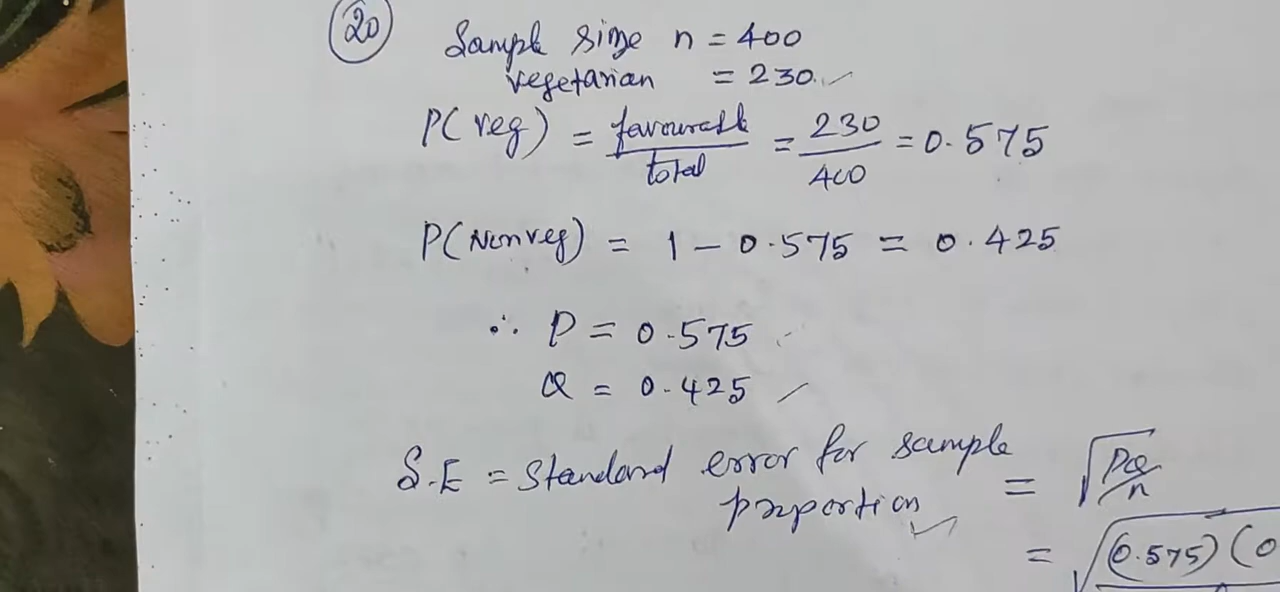 20
Sample size n = 400
vegetarian = 230.
P(veg) = favourable/total = 230/400 = 0.575
P(Nonveg) = 1 - 0.575 = 0.425
∴ P = 0.575
Q = 0.425
S.E = Standard error for sample proportion = √PQ/n
= √(0.575)(0